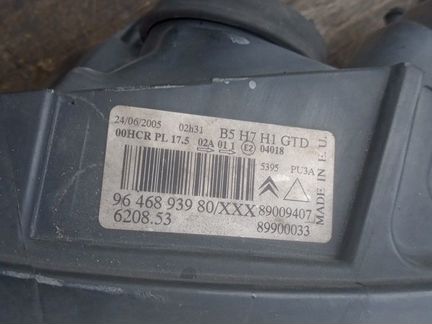 24/06/2005 02h31 B5 H7 H1 GTD
00HCR PL 17.5 02A 01 1 E2 04018
5395 PU3A
96 468 939 80/XXX 89009407
6208.53 89900033
MADE IN E.U.